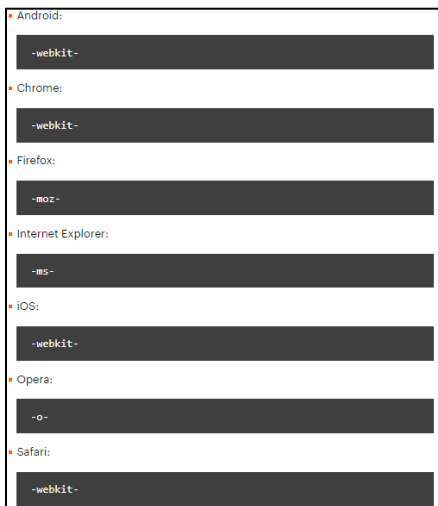 Android:
-webkit-
Chrome:
-webkit-
Firefox:
-moz-
Internet Explorer:
-ms-
iOS:
-webkit-
Opera:
-o-
Safari:
-webkit-